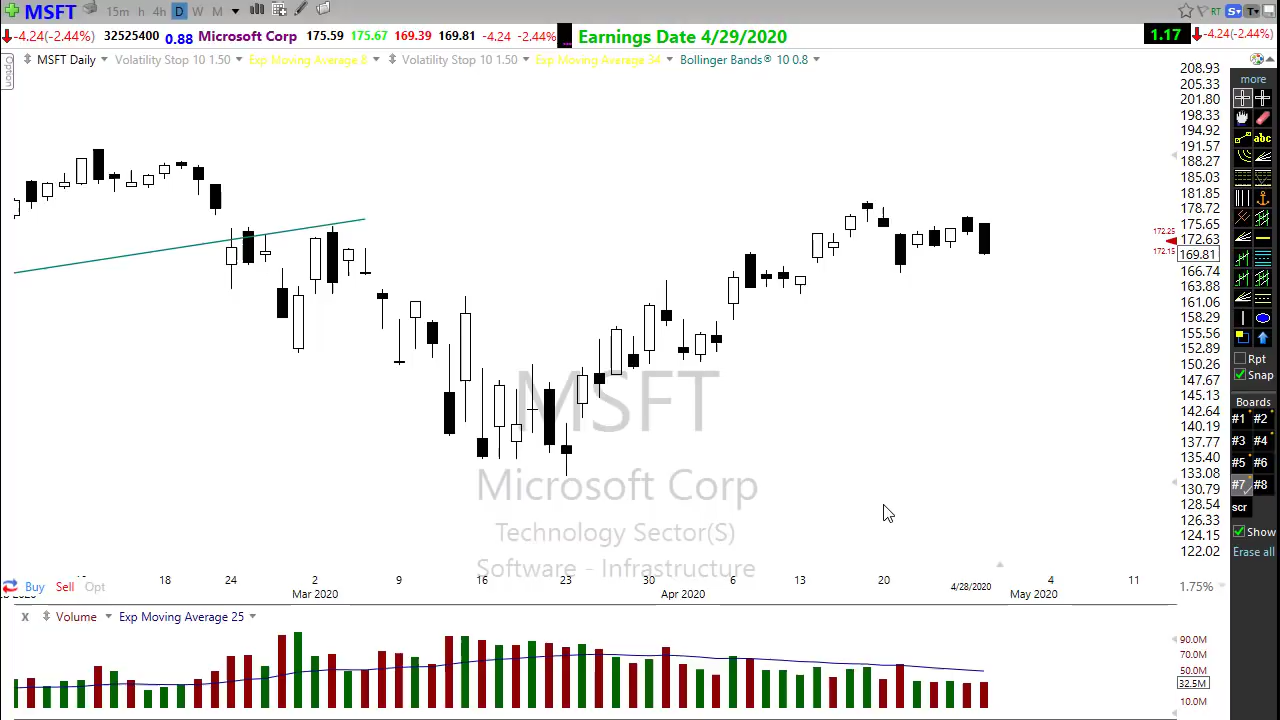 MSFT 15m h 4h D W M RT S T
-4.24(-2.44%) 32525400 0.88 Microsoft Corp 175.59 175.67 169.39 169.81 -4.24 -2.44% Earnings Date 4/29/2020 1.17 -4.24(-2.44%)
Option
MSFT Daily Volatility Stop 10 1.50 Exp Moving Average 8 Volatility Stop 10 1.50 Exp Moving Average 34 Bollinger Bands® 10 0.8
208.93
205.33
201.80
198.33
194.92
191.57
188.27
185.03
181.85
178.72
175.65
172.25
172.63
172.15
169.81
166.74
163.88
161.06
158.29
155.56
152.89
150.26
147.67
145.13
142.64
140.19
137.77
135.40
133.08
130.79
128.54
126.33
124.15
122.02
MSFT
Microsoft Corp
Technology Sector(S)
Software - Infrastructure
18 24 2 9 16 23 30 6 13 20 4/28/2020 4 11
Mar 2020 Apr 2020 May 2020
1.75%
Buy Sell Opt
x Volume Exp Moving Average 25
90.0M
70.0M
50.0M
32.5M
10.0M
more
abc
Rpt
Snap
Boards
#1 #2
#3 #4
#5 #6
#7 #8
scr
Show
Erase all